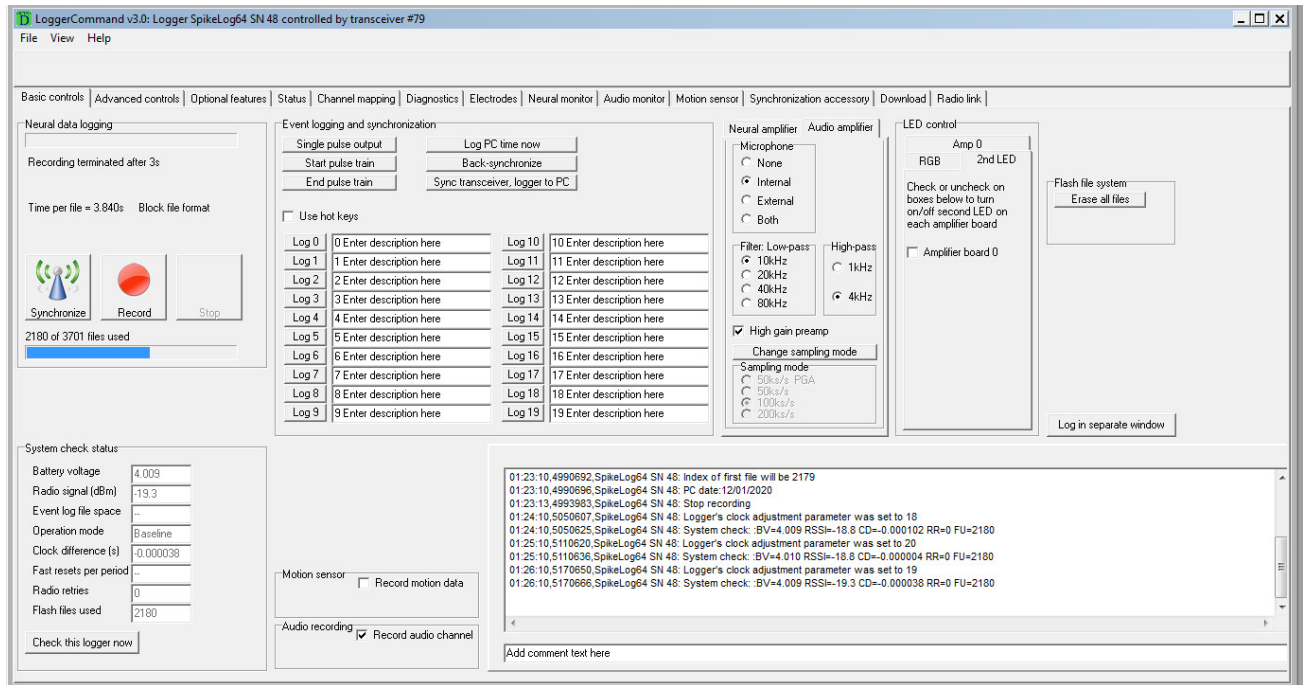 LoggerCommand v3.0: Logger SpikeLog64 SN 48 controlled by transceiver #79
File View Help
Basic controls Advanced controls Optional features Status Channel mapping Diagnostics Electrodes Neural monitor Audio monitor Motion sensor Synchronization accessory Download Radio link
Neural data logging
Recording terminated after 3s
Time per file = 3.840s Block file format
Synchronize Record Stop
2180 of 3701 files used
Event logging and synchronization
Single pulse output Log PC time now
Start pulse train Back-synchronize
End pulse train Sync transceiver, logger to PC
Use hot keys
Log 0 0 Enter description here Log 10 10 Enter description here
Log 1 1 Enter description here Log 11 11 Enter description here
Log 2 2 Enter description here Log 12 12 Enter description here
Log 3 3 Enter description here Log 13 13 Enter description here
Log 4 4 Enter description here Log 14 14 Enter description here
Log 5 5 Enter description here Log 15 15 Enter description here
Log 6 6 Enter description here Log 16 16 Enter description here
Log 7 7 Enter description here Log 17 17 Enter description here
Log 8 8 Enter description here Log 18 18 Enter description here
Log 9 9 Enter description here Log 19 19 Enter description here
Neural amplifier Audio amplifier
Microphone
None
Internal
External
Both
Filter: Low-pass High-pass
10kHz
20kHz
40kHz
80kHz
1kHz
4kHz
High gain preamp
Change sampling mode
Sampling mode
50ks/s PGA
50ks/s
100ks/s
200ks/s
LED control
Amp 0
RGB 2nd LED
Check or uncheck on
boxes below to turn
on/off second LED on
each amplifier board
Amplifier board 0
Flash file system
Erase all files
Log in separate window
System check status
Battery voltage 4.009
Radio signal (dBm) -19.3
Event log file space --
Operation mode Baseline
Clock difference (s) -0.000038
Fast resets per period --
Radio retries 0
Flash files used 2180
Check this logger now
Motion sensor
Record motion data
Audio recording
Record audio channel
01:23:10,4990692,SpikeLog64 SN 48: Index of first file will be 2179
01:23:10,4990696,SpikeLog64 SN 48: PC date:12/01/2020
01:23:13,4993983,SpikeLog64 SN 48: Stop recording
01:24:10,5050607,SpikeLog64 SN 48: Logger's clock adjustment parameter was set to 18
01:24:10,5050625,SpikeLog64 SN 48: System check: :BV=4.009 RSSI=-18.8 CD=-0.000102 RR=0 FU=2180
01:25:10,5110620,SpikeLog64 SN 48: Logger's clock adjustment parameter was set to 20
01:25:10,5110636,SpikeLog64 SN 48: System check: :BV=4.010 RSSI=-18.8 CD=-0.000004 RR=0 FU=2180
01:26:10,5170650,SpikeLog64 SN 48: Logger's clock adjustment parameter was set to 19
01:26:10,5170666,SpikeLog64 SN 48: System check: :BV=4.009 RSSI=-19.3 CD=-0.000038 RR=0 FU=2180
Add comment text here